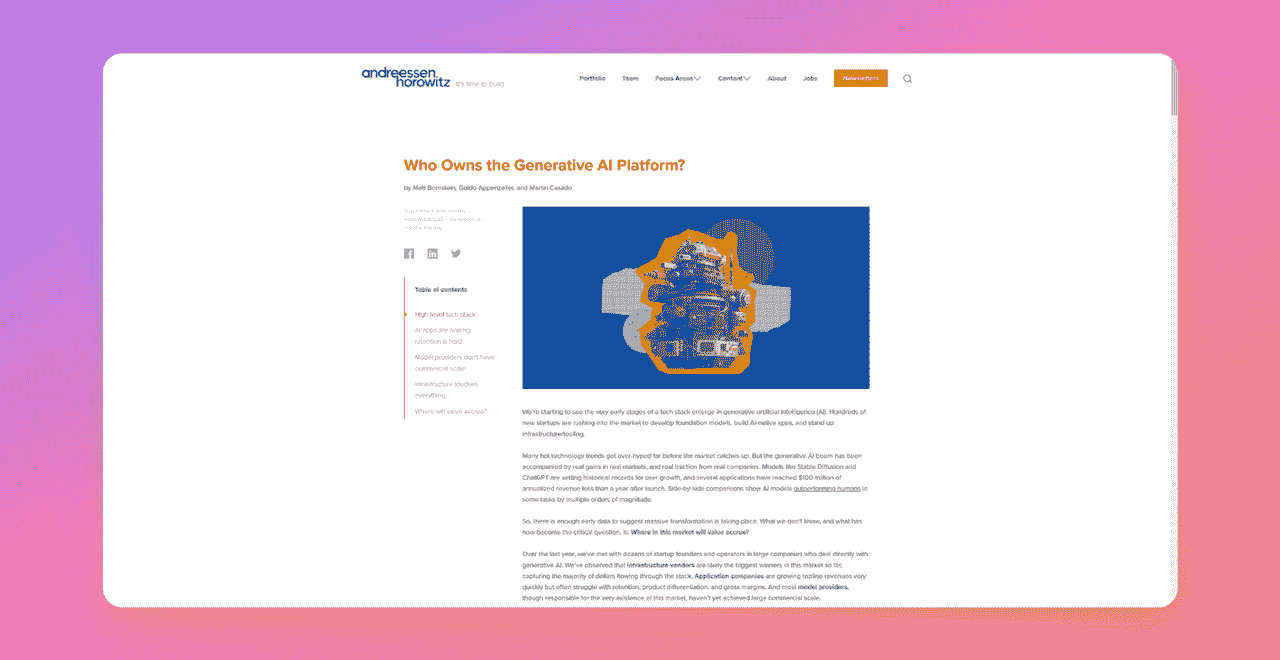 andreessen.
horowitz
It's time to build
Portfolio Team Focus Areas Content About Jobs Newsletters
Who Owns the Generative AI Platform?
by Matt Bornstein, Guido Appenzeller, and Martin Casado
Table of contents
High-level tech stack
AI apps are scaling,
retention is hard
Model providers don't have
commercial scale
Infrastructure touches
everything
Where will value accrue?
We're starting to see the very early stages of a tech stack emerge in generative artificial intelligence (AI). Hundreds of
new startups are rushing into the market to develop foundation models, build AI-native apps, and stand up
infrastructure/tooling.
Many hot technology trends get over-hyped far before the market catches up. But the generative AI boom has been
accompanied by real gains in real markets, and real traction from real companies. Models like Stable Diffusion and
ChatGPT are setting historical records for user growth, and several applications have reached $100 million of
annualized revenue less than a year after launch. Side-by-side comparisons show AI models outperforming humans in
some tasks by multiple orders of magnitude.
So, there is enough early data to suggest massive transformation is taking place. What we don't know, and what has
now become the critical question, is: Where in this market will value accrue?
Over the last year, we've met with dozens of startup founders and operators in large companies who deal directly with
generative AI. We've observed that infrastructure vendors are likely the biggest winners in this market so far,
capturing the majority of dollars flowing through the stack. Application companies are growing topline revenues very
quickly but often struggle with retention, product differentiation, and gross margins. And most model providers,
though responsible for the very existence of this market, haven't yet achieved large commercial scale.